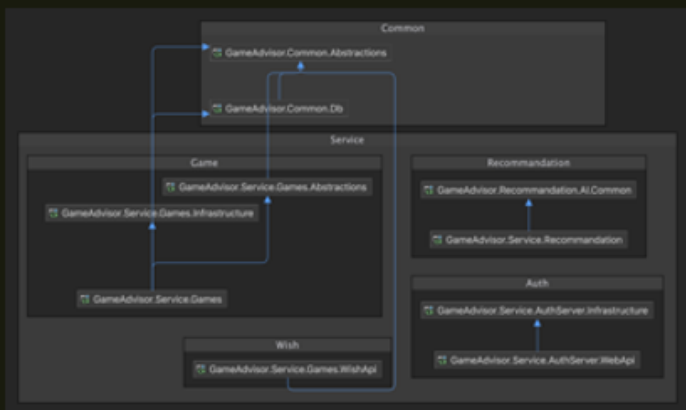 Common
GameAdvisor.Common.Abstractions
GameAdvisor.Common.Db
Service
Game
GameAdvisor.Service.Games.Abstractions
GameAdvisor.Service.Games.Infrastructure
GameAdvisor.Service.Games
Wish
GameAdvisor.Service.Games.WishApi
Recommandation
GameAdvisor.Recommandation.AI.Common
GameAdvisor.Service.Recommandation
Auth
GameAdvisor.Service.AuthServer.Infrastructure
GameAdvisor.Service.AuthServer.WebApi